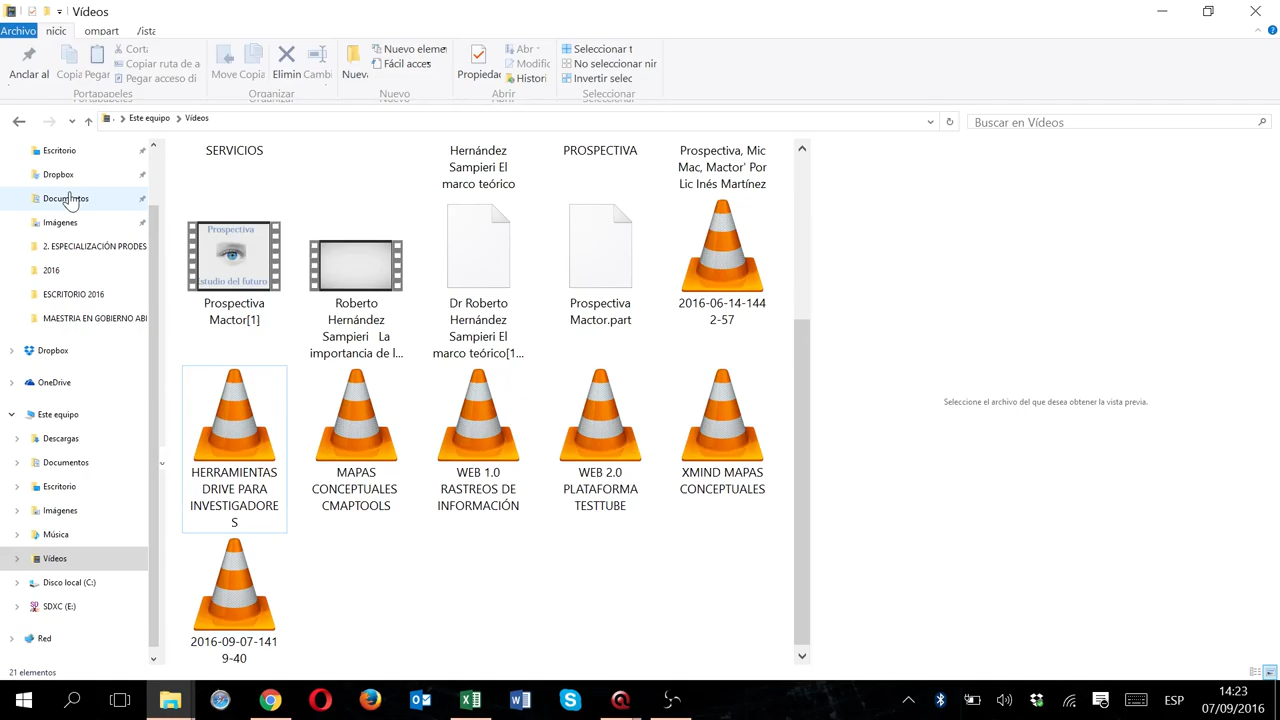 Vídeos
Archivo nicic ompart /ista
Anclar al Copia Pegar Corta Copiar ruta de a Pegar acceso di Move Copia Elimin Cambi Nueva Nuevo eleme Fácil acces Propieda Abr Modific Histori Seleccionar t No seleccionar nir Invertir selec
Portapapeles Organizar Nuevo Abrir Seleccionar
Este equipo Vídeos Buscar en Vídeos
Escritorio
Dropbox
Documentos
Imágenes
2. ESPECIALIZACIÓN PRODES
2016
ESCRITORIO 2016
MAESTRIA EN GOBIERNO ABI
Dropbox
OneDrive
Este equipo
Descargas
Documentos
Escritorio
Imágenes
Música
Vídeos
Disco local (C:)
SDXC (E:)
Red
SERVICIOS
Hernández
Sampieri El
marco teórico
PROSPECTIVA
Prospectiva, Mic
Mac, Mactor' Por
Lic Inés Martínez
Prospectiva
Estudio del futuro
Prospectiva
Mactor[1]
Roberto
Hernández
Sampieri La
importancia de l...
Dr Roberto
Hernández
Sampieri El
marco teórico[1...
Prospectiva
Mactor.part
2016-06-14-144
2-57
HERRAMIENTAS
DRIVE PARA
INVESTIGADORE
S
MAPAS
CONCEPTUALES
CMAPTOOLS
WEB 1.0
RASTREOS DE
INFORMACIÓN
WEB 2.0
PLATAFORMA
TESTTUBE
XMIND MAPAS
CONCEPTUALES
2016-09-07-141
9-40
Seleccione el archivo del que desea obtener la vista previa.
21 elementos
ESP
14:23
07/09/2016